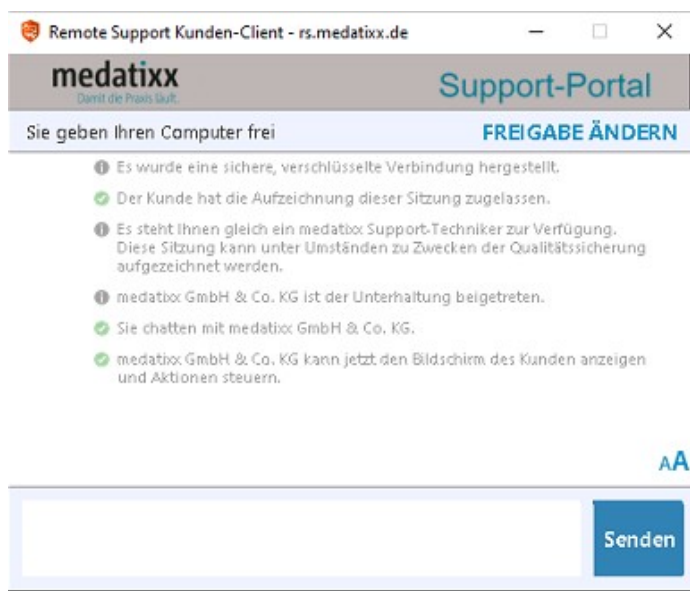 Remote Support Kunden-Client - rs.medatixx.de
medatixx
Damit die Praxis läuft.
Support-Portal
Sie geben Ihren Computer frei
FREIGABE ÄNDERN
Es wurde eine sichere, verschlüsselte Verbindung hergestellt.
Der Kunde hat die Aufzeichnung dieser Sitzung zugelassen.
Es steht Ihnen gleich ein medatixx Support-Techniker zur Verfügung.
Diese Sitzung kann unter Umständen zu Zwecken der Qualitätssicherung
aufgezeichnet werden.
medatixx GmbH & Co. KG ist der Unterhaltung beigetreten.
Sie chatten mit medatixx GmbH & Co. KG.
medatixx GmbH & Co. KG kann jetzt den Bildschirm des Kunden anzeigen
und Aktionen steuern.
AA
Senden